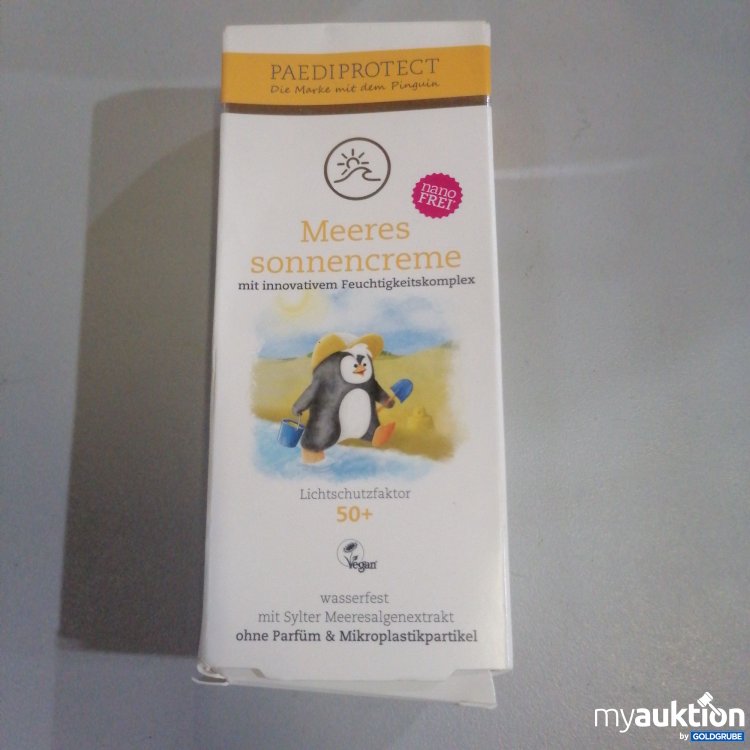 PAEDIPROTECT
Die Marke mit dem Pinguin
nano
FREI
Meeres
sonnencreme
mit innovativem Feuchtigkeitskomplex
Lichtschutzfaktor
50+
Vegan
wasserfest
mit Sylter Meeresalgenextrakt
ohne Parfüm & Mikroplastikpartikel
myauktion
by GOLDGRUBE